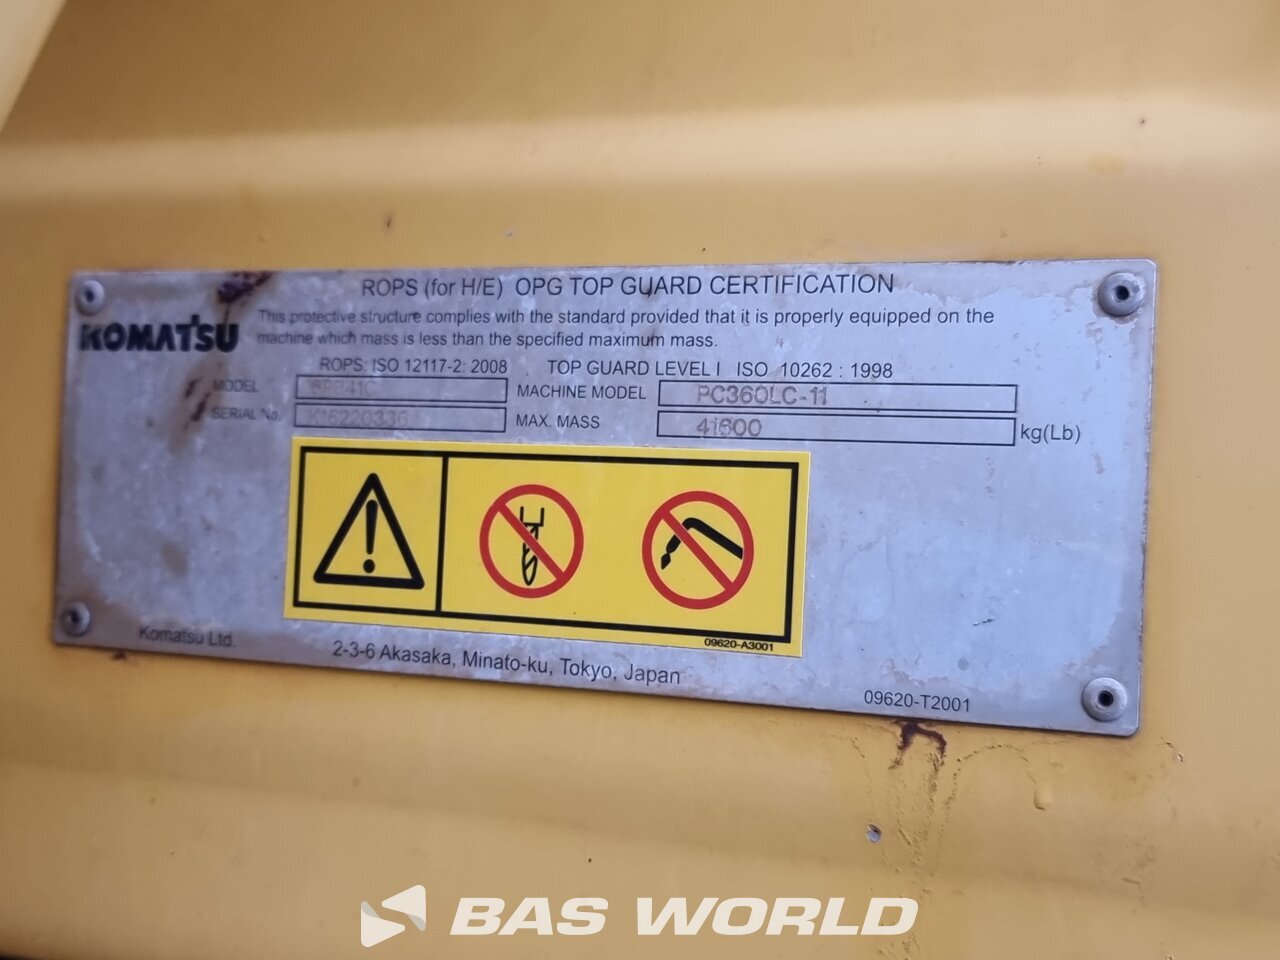 ROPS (for H/E) OPG TOP GUARD CERTIFICATION
KOMATSU
This protective structure complies with the standard provided that it is properly equipped on the
machine which mass is less than the specified maximum mass.
ROPS: ISO 12117-2: 2008 . TOP GUARD LEVEL I ISO 10262 : 1998
MODEL MACHINE MODEL PC360LC-11
SERIAL No. K16220336 MAX. MASS 41600 kg(Lb)
09620-A3001
Komatsu Ltd. 2-3-6 Akasaka, Minato-ku, Tokyo, Japan
09620-T2001
BAS WORLD